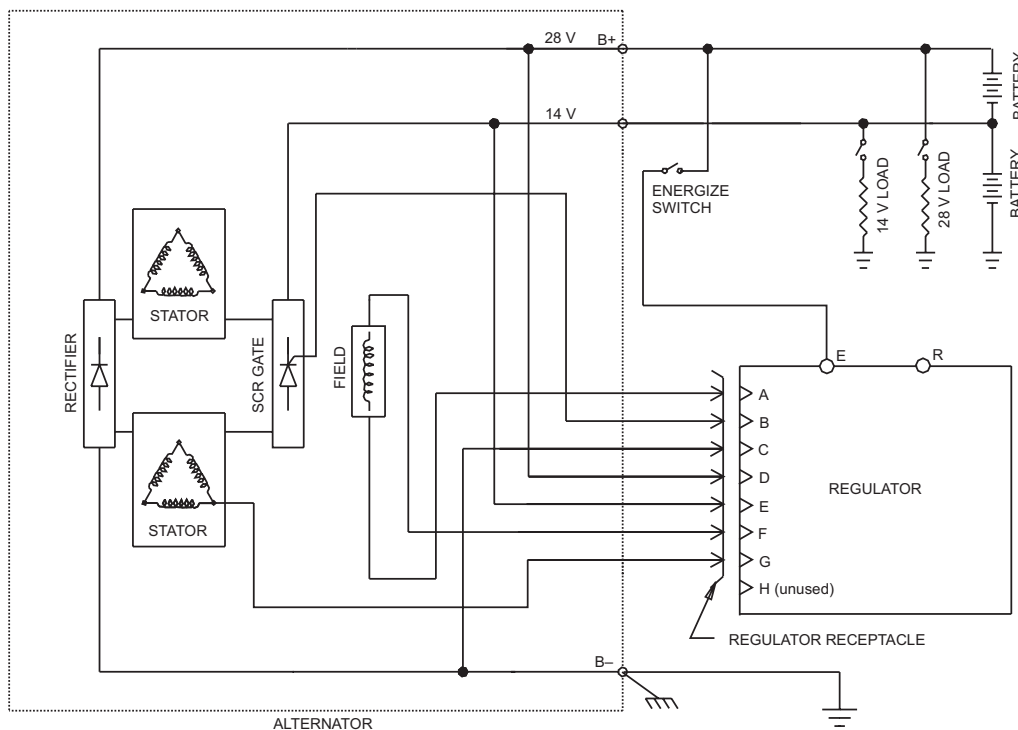 28 V
B+
14 V
BATTERY
BATTERY
ENERGIZE
SWITCH
14 V LOAD
28 V LOAD
STATOR
RECTIFIER
SCR GATE
FIELD
STATOR
E
R
A
B
C
D
E
F
G
H (unused)
REGULATOR
REGULATOR RECEPTACLE
B–
ALTERNATOR